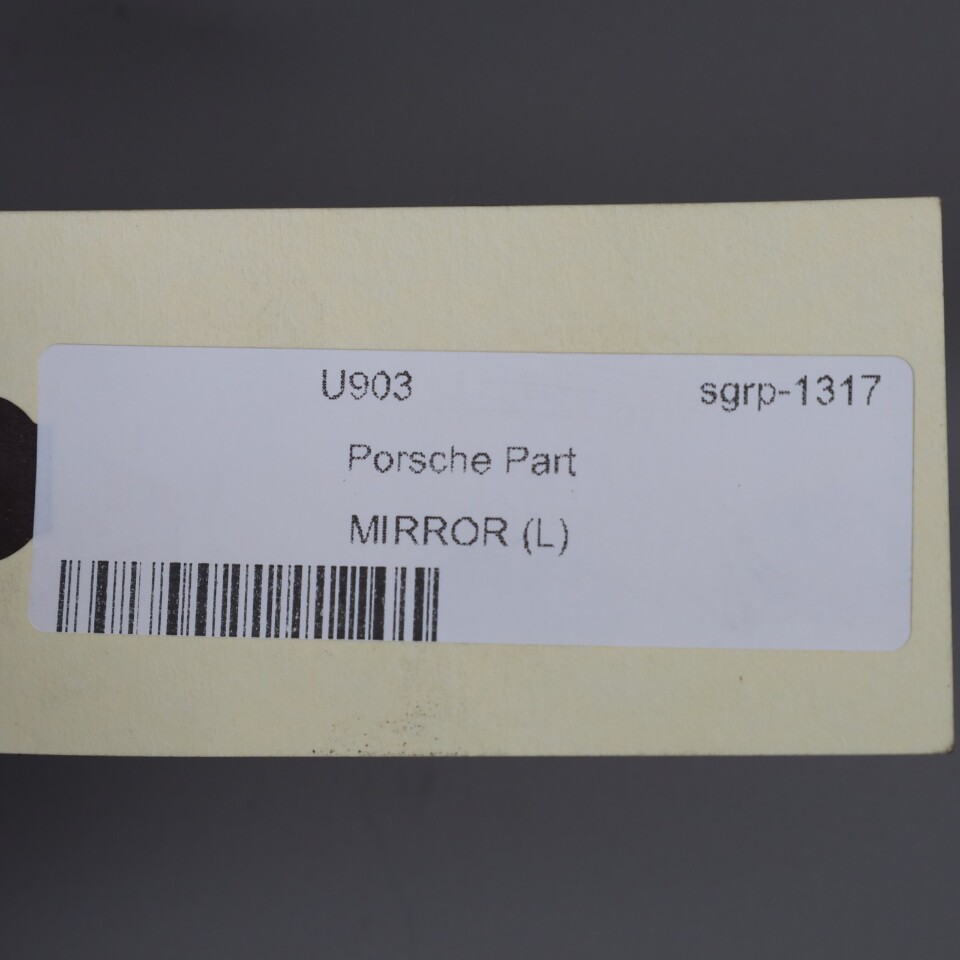 U903 sgrp-1317
Porsche Part
MIRROR (L)